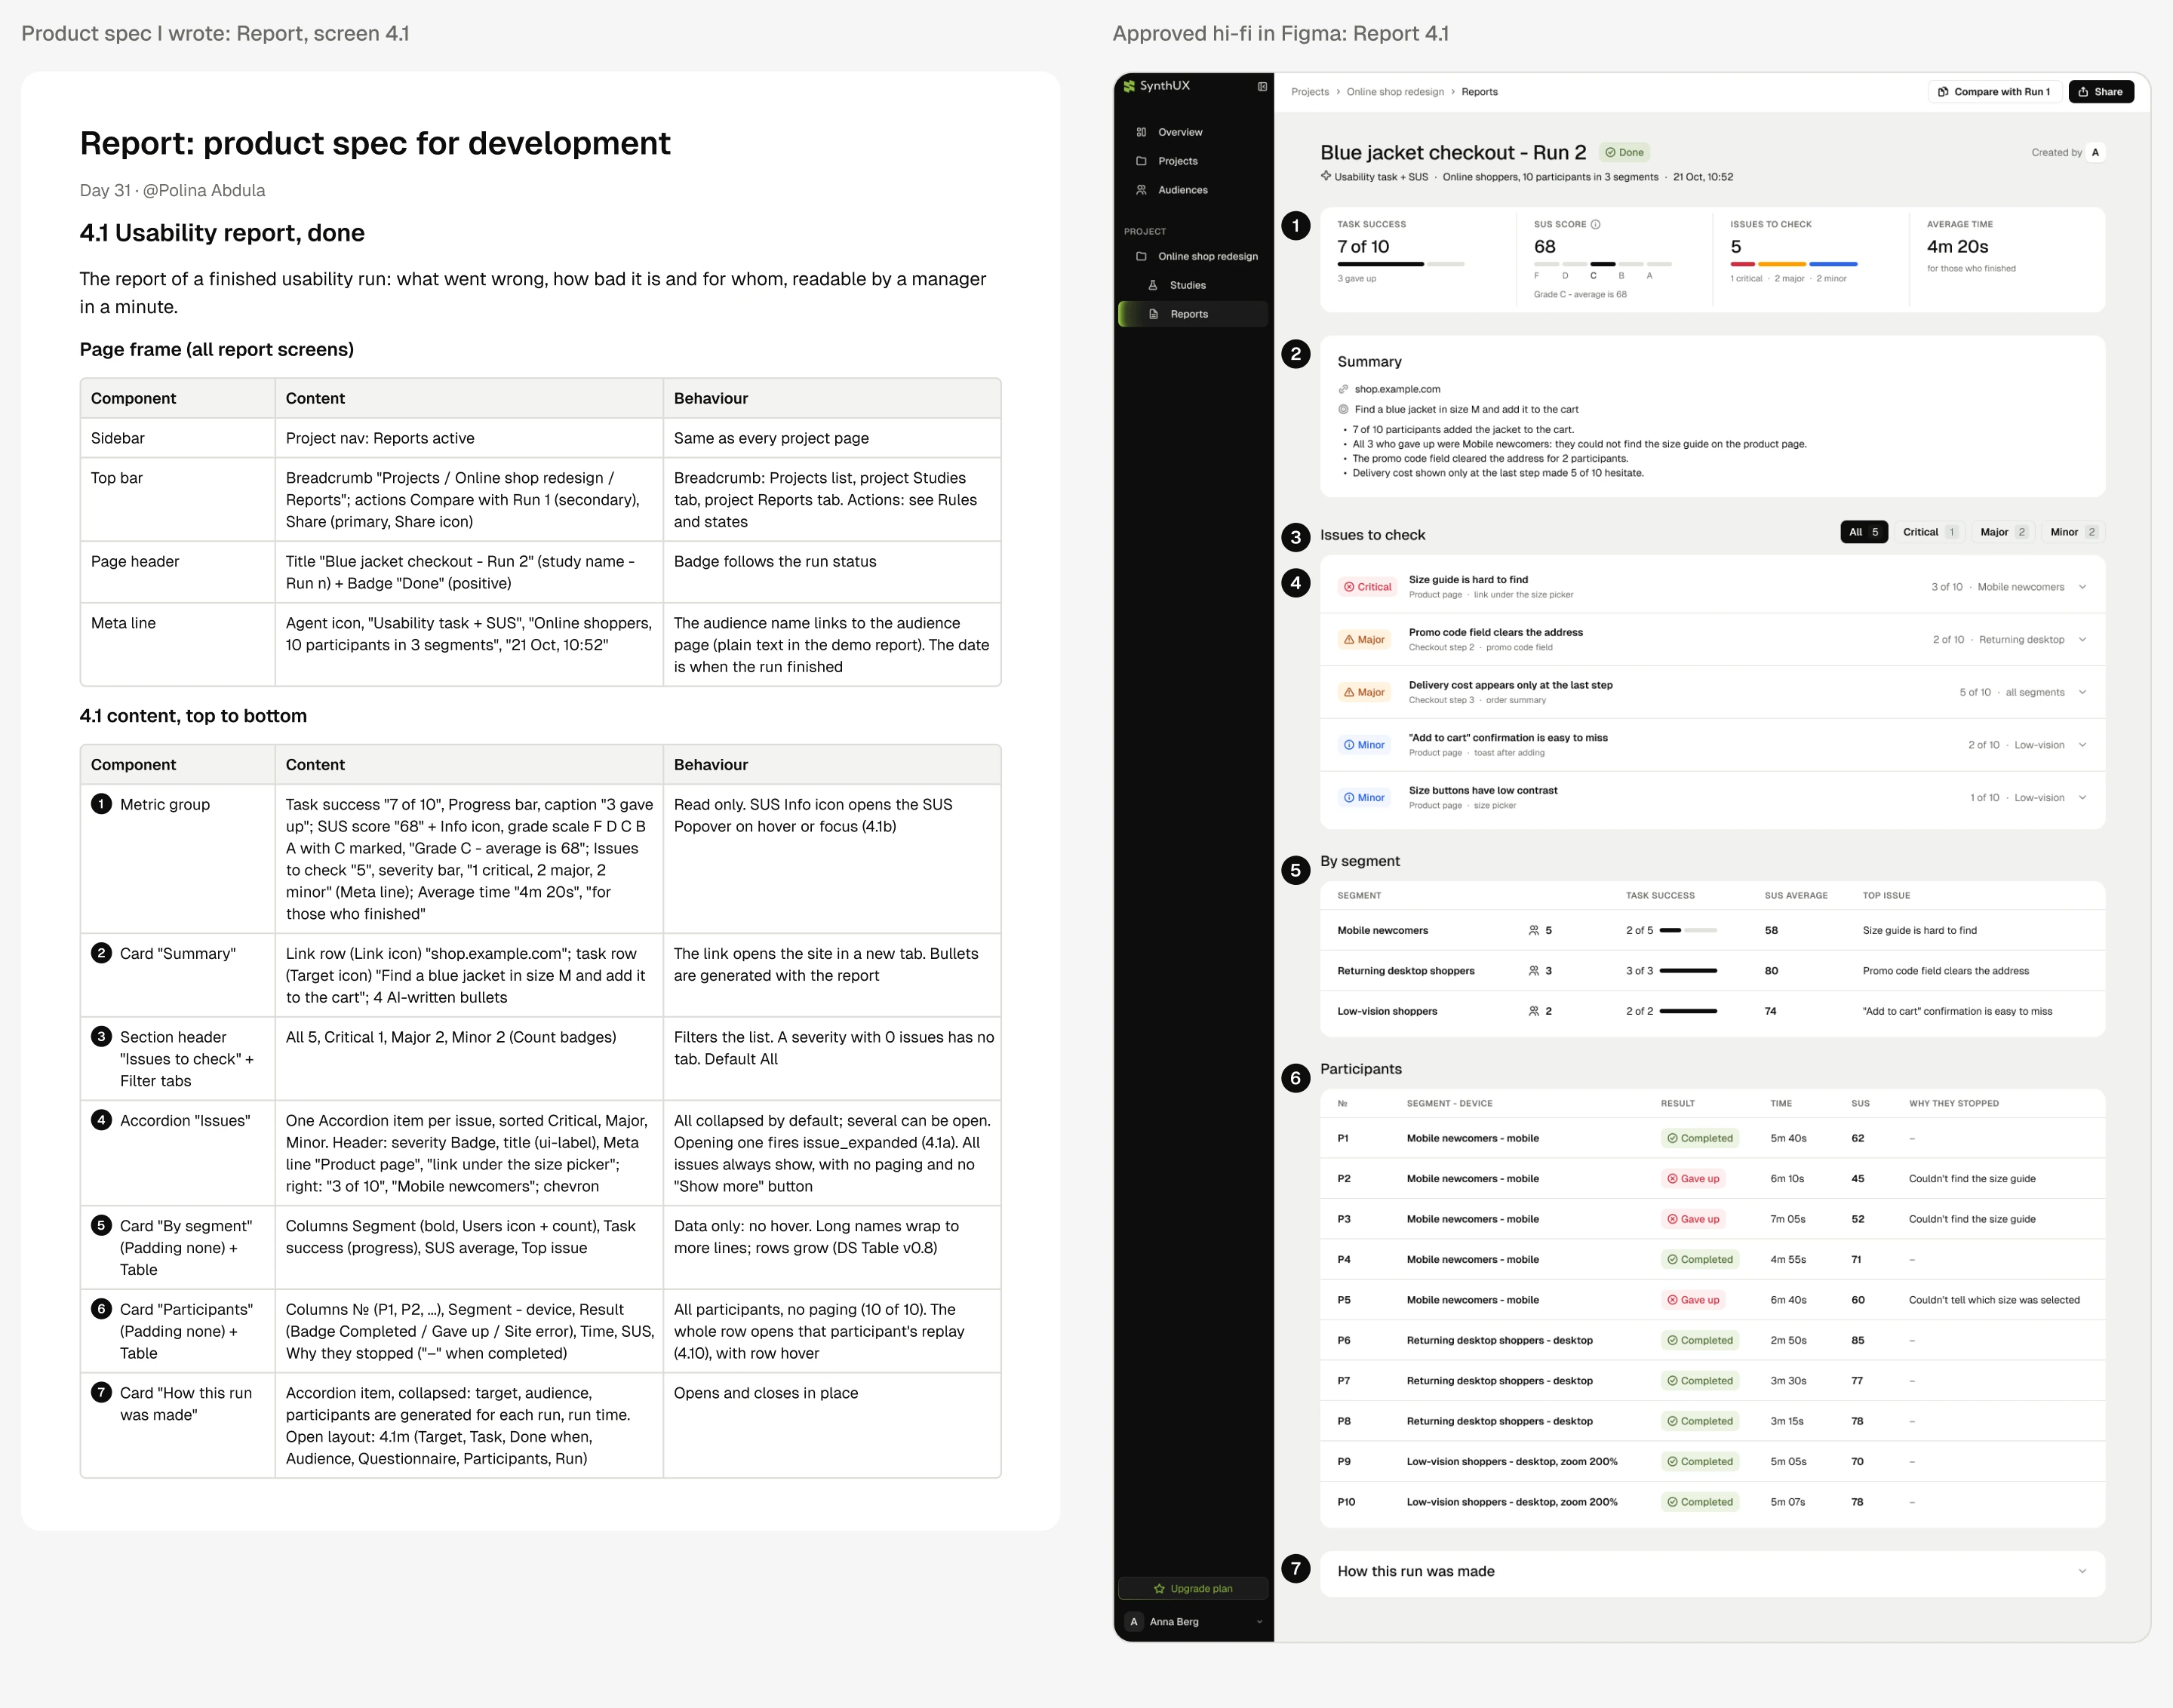 Product spec I wrote: Report, screen 4.1
Report: product spec for development
Day 31 · @Polina Abdula
4.1 Usability report, done
The report of a finished usability run: what went wrong, how bad it is and for whom, readable by a manager
in a minute.
Page frame (all report screens)
Component
Content
Behaviour
Sidebar
Project nav: Reports active
Same as every project page
Top bar
Breadcrumb "Projects / Online shop redesign /
Reports"; actions Compare with Run 1 (secondary),
Share (primary, Share icon)
Breadcrumb: Projects list, project Studies
tab, project Reports tab. Actions: see Rules
and states
Page header
Title "Blue jacket checkout - Run 2" (study name -
Run n) + Badge "Done" (positive)
Badge follows the run status
Meta line
Agent icon, "Usability task + SUS", "Online shoppers,
10 participants in 3 segments", "21 Oct, 10:52"
The audience name links to the audience
page (plain text in the demo report). The date
is when the run finished
4.1 content, top to bottom
Component
Content
Behaviour
1 Metric group
Task success "7 of 10", Progress bar, caption "3 gave
up"; SUS score "68" + Info icon, grade scale F D C B
A with C marked, "Grade C - average is 68"; Issues
to check "5", severity bar, "1 critical, 2 major, 2
minor" (Meta line); Average time "4m 20s", "for
those who finished"
Read only. SUS Info icon opens the SUS
Popover on hover or focus (4.1b)
2 Card "Summary"
Link row (Link icon) "shop.example.com"; task row
(Target icon) "Find a blue jacket in size M and add it
to the cart"; 4 AI-written bullets
The link opens the site in a new tab. Bullets
are generated with the report
3 Section header
"Issues to check" +
Filter tabs
All 5, Critical 1, Major 2, Minor 2 (Count badges)
Filters the list. A severity with 0 issues has no
tab. Default All
4 Accordion "Issues"
One Accordion item per issue, sorted Critical, Major,
Minor. Header: severity Badge, title (ui-label), Meta
line "Product page", "link under the size picker";
right: "3 of 10", "Mobile newcomers"; chevron
All collapsed by default; several can be open.
Opening one fires issue_expanded (4.1a). All
issues always show, with no paging and no
"Show more" button
5 Card "By segment"
(Padding none) +
Table
Columns Segment (bold, Users icon + count), Task
success (progress), SUS average, Top issue
Data only: no hover. Long names wrap to
more lines; rows grow (DS Table v0.8)
6 Card "Participants"
(Padding none) +
Table
Columns № (P1, P2, ...), Segment - device, Result
(Badge Completed / Gave up / Site error), Time, SUS,
Why they stopped ("–" when completed)
All participants, no paging (10 of 10). The
whole row opens that participant's replay
(4.10), with row hover
7 Card "How this run
was made"
Accordion item, collapsed: target, audience,
participants are generated for each run, run time.
Open layout: 4.1m (Target, Task, Done when,
Audience, Questionnaire, Participants, Run)
Opens and closes in place
Approved hi-fi in Figma: Report 4.1
SynthUX
Overview
Projects
Audiences
PROJECT
Online shop redesign
Studies
Reports
Upgrade plan
A Anna Berg
Projects › Online shop redesign › Reports
Compare with Run 1
Share
Blue jacket checkout - Run 2
Done
Created by A
Usability task + SUS · Online shoppers, 10 participants in 3 segments · 21 Oct, 10:52
1
TASK SUCCESS
7 of 10
3 gave up
SUS SCORE
68
F D C B A
Grade C - average is 68
ISSUES TO CHECK
5
1 critical · 2 major · 2 minor
AVERAGE TIME
4m 20s
for those who finished
2
Summary
shop.example.com
Find a blue jacket in size M and add it to the cart
• 7 of 10 participants added the jacket to the cart.
• All 3 who gave up were Mobile newcomers: they could not find the size guide on the product page.
• The promo code field cleared the address for 2 participants.
• Delivery cost shown only at the last step made 5 of 10 hesitate.
3
Issues to check
All 5
Critical 1
Major 2
Minor 2
4
Critical
Size guide is hard to find
Product page · link under the size picker
3 of 10 · Mobile newcomers
Major
Promo code field clears the address
Checkout step 2 · promo code field
2 of 10 · Returning desktop
Major
Delivery cost appears only at the last step
Checkout step 3 · order summary
5 of 10 · all segments
Minor
"Add to cart" confirmation is easy to miss
Product page · toast after adding
2 of 10 · Low-vision
Minor
Size buttons have low contrast
Product page · size picker
1 of 10 · Low-vision
5
By segment
SEGMENT TASK SUCCESS SUS AVERAGE TOP ISSUE
Mobile newcomers 5 2 of 5 58 Size guide is hard to find
Returning desktop shoppers 3 3 of 3 80 Promo code field clears the address
Low-vision shoppers 2 2 of 2 74 "Add to cart" confirmation is easy to miss
6
Participants
№ SEGMENT - DEVICE RESULT TIME SUS WHY THEY STOPPED
P1 Mobile newcomers - mobile Completed 5m 40s 62 –
P2 Mobile newcomers - mobile Gave up 6m 10s 45 Couldn't find the size guide
P3 Mobile newcomers - mobile Gave up 7m 05s 52 Couldn't find the size guide
P4 Mobile newcomers - mobile Completed 4m 55s 71 –
P5 Mobile newcomers - mobile Gave up 6m 40s 60 Couldn't tell which size was selected
P6 Returning desktop shoppers - desktop Completed 2m 50s 85 –
P7 Returning desktop shoppers - desktop Completed 3m 30s 77 –
P8 Returning desktop shoppers - desktop Completed 3m 15s 78 –
P9 Low-vision shoppers - desktop, zoom 200% Completed 5m 05s 70 –
P10 Low-vision shoppers - desktop, zoom 200% Completed 5m 07s 78 –
7
How this run was made